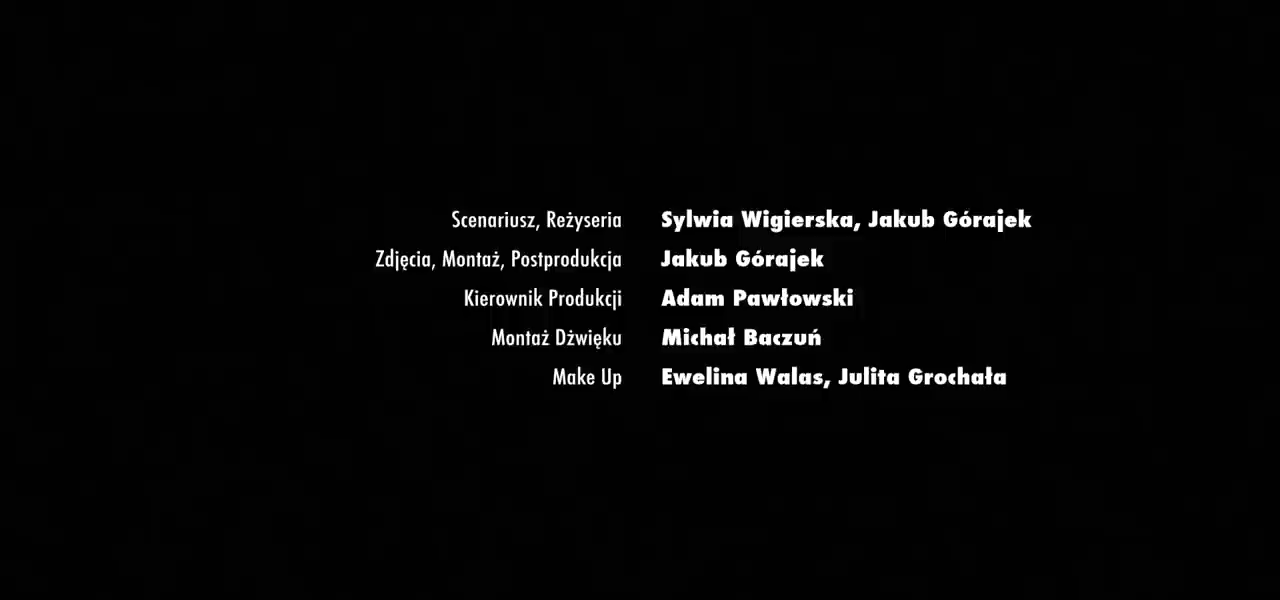 Scenariusz, Reżyseria Sylwia Wigierska, Jakub Górajek
Zdjęcia, Montaż, Postprodukcja Jakub Górajek
Kierownik Produkcji Adam Pawłowski
Montaż Dżwięku Michał Baczuń
Make Up Ewelina Walas, Julita Grochała